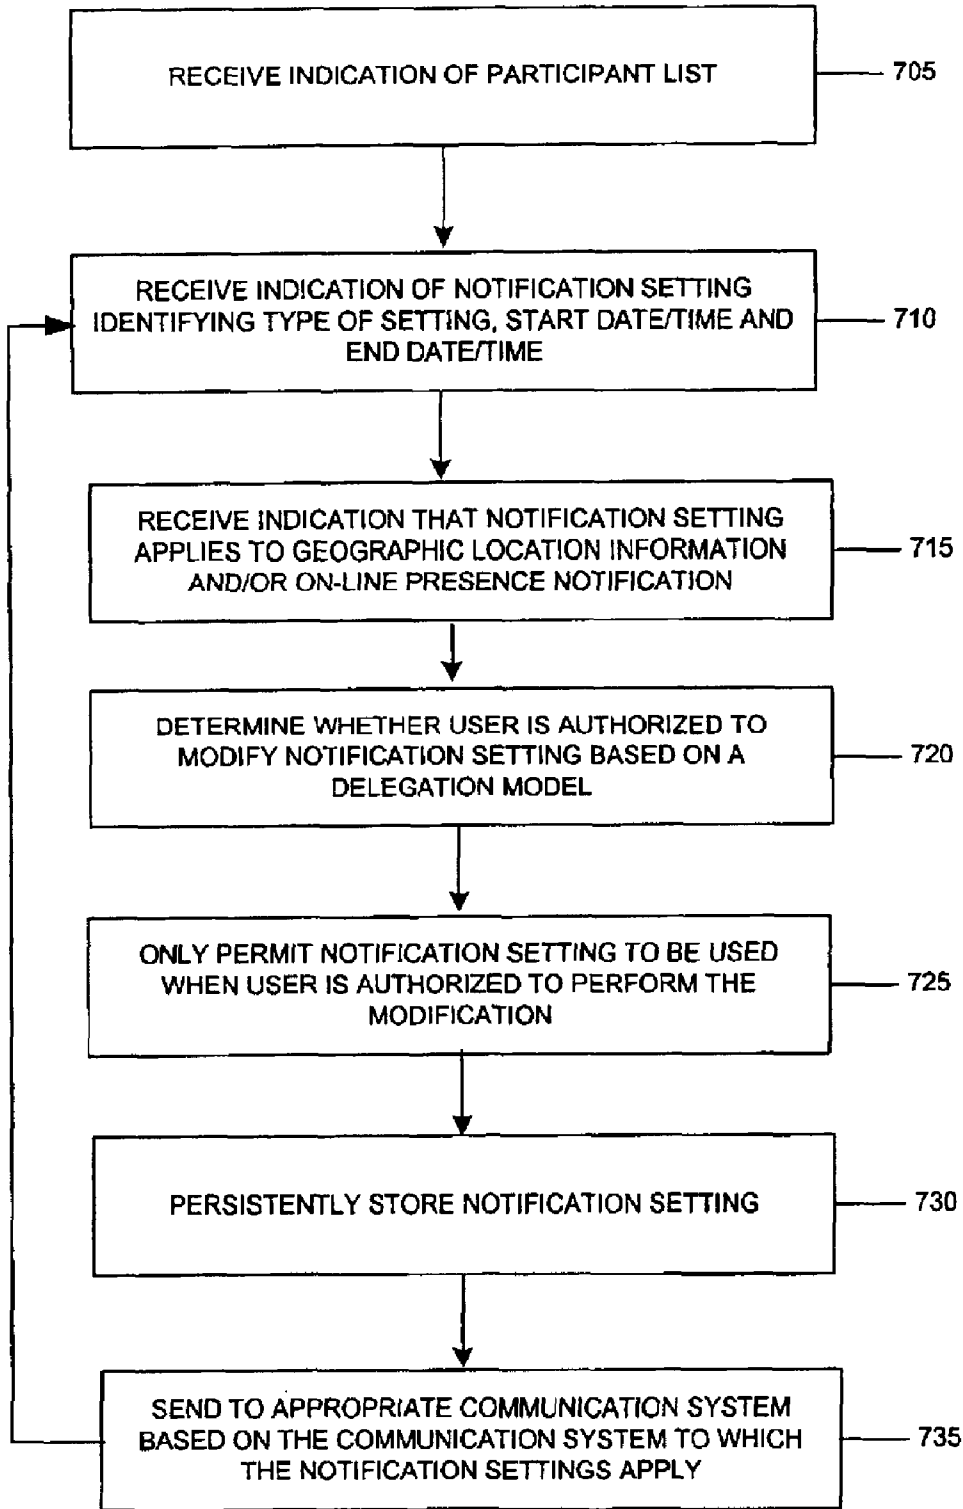 RECEIVE INDICATION OF PARTICIPANT LIST
705
RECEIVE INDICATION OF NOTIFICATION SETTING
IDENTIFYING TYPE OF SETTING, START DATE/TIME AND
END DATE/TIME
710
RECEIVE INDICATION THAT NOTIFICATION SETTING
APPLIES TO GEOGRAPHIC LOCATION INFORMATION
AND/OR ON-LINE PRESENCE NOTIFICATION
715
DETERMINE WHETHER USER IS AUTHORIZED TO
MODIFY NOTIFICATION SETTING BASED ON A
DELEGATION MODEL
720
ONLY PERMIT NOTIFICATION SETTING TO BE USED
WHEN USER IS AUTHORIZED TO PERFORM THE
MODIFICATION
725
PERSISTENTLY STORE NOTIFICATION SETTING
730
SEND TO APPROPRIATE COMMUNICATION SYSTEM
BASED ON THE COMMUNICATION SYSTEM TO WHICH
THE NOTIFICATION SETTINGS APPLY
735